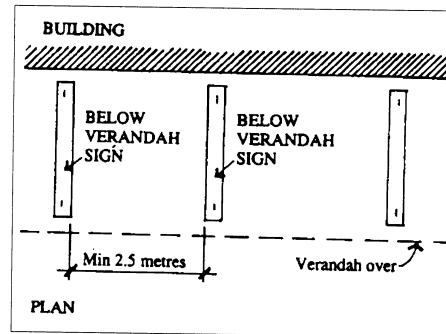 BUILDING
BELOW
VERANDAH
SIGN
BELOW
VERANDAH
SIGN
Min 2.5 metres
Verandah over
PLAN